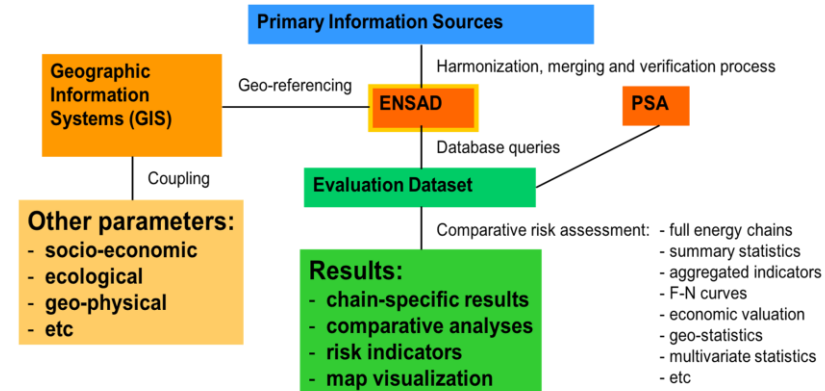 Primary Information Sources
Geographic
Information
Systems (GIS)
Geo-referencing
Harmonization, merging and verification process
ENSAD
PSA
Database queries
Coupling
Evaluation Dataset
Other parameters:
- socio-economic
- ecological
- geo-physical
- etc
Comparative risk assessment:
- full energy chains
- summary statistics
- aggregated indicators
- F-N curves
- economic valuation
- geo-statistics
- multivariate statistics
- etc
Results:
- chain-specific results
- comparative analyses
- risk indicators
- map visualization